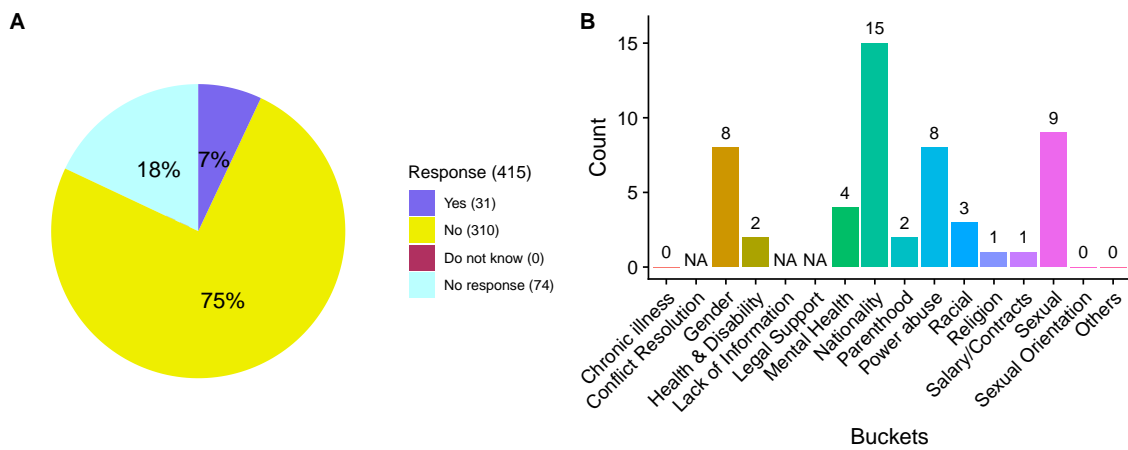 A
7%
18%
75%
Response (415)
Yes (31)
No (310)
Do not know (0)
No response (74)
B
Count
15
10
5
0
0
NA
8
2
NA
NA
4
15
2
8
3
1
1
9
0
0
Chronic illness
Conflict Resolution
Gender
Health & Disability
Lack of Information
Legal Support
Mental Health
Nationality
Parenthood
Power abuse
Racial
Religion
Salary/Contracts
Sexual
Sexual Orientation
Others
Buckets